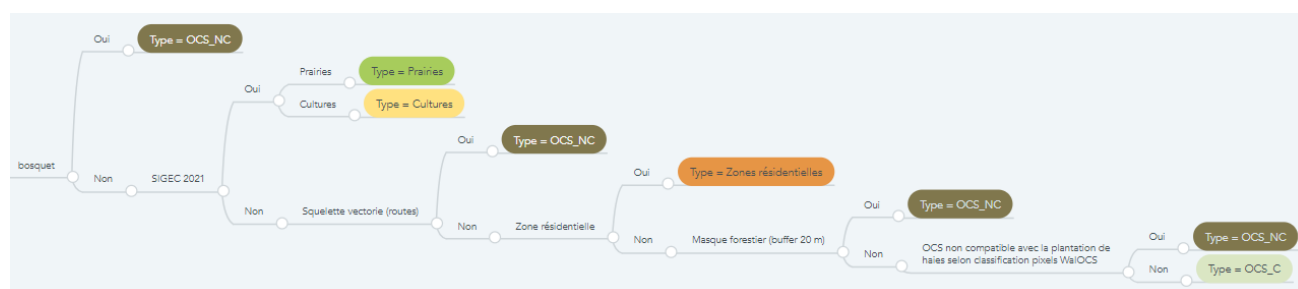 bosquet
Oui
Type = OCS_NC
Non
SIGEC 2021
Oui
Prairies
Type = Prairies
Cultures
Type = Cultures
Non
Squelette vectorie (routes)
Oui
Type = OCS_NC
Non
Zone résidentielle
Oui
Type = Zones résidentielles
Non
Masque forestier (buffer 20 m)
Oui
Type = OCS_NC
Non
OCS non compatible avec la plantation de
haies selon classification pixels WalOCS
Oui
Type = OCS_NC
Non
Type = OCS_C